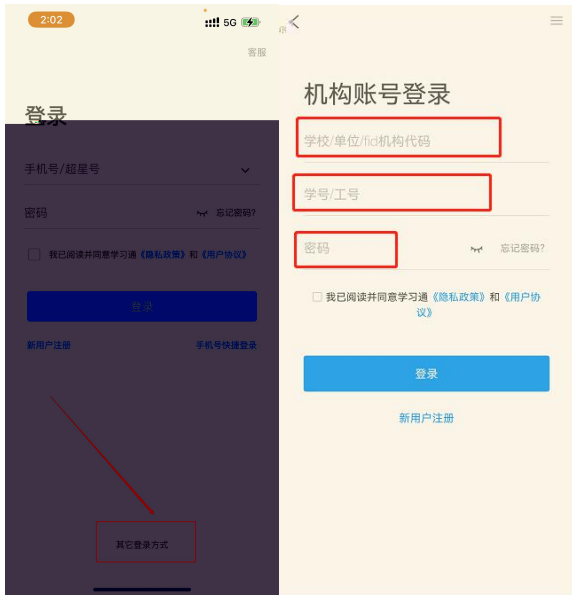 2:02
5G
客服
登录
手机号/超星号
密码
忘记密码?
我已阅读并同意学习通《隐私政策》和《用户协议》
登录
新用户注册
手机号快捷登录
其它登录方式
机构账号登录
学校/单位/fid机构代码
学号/工号
密码
忘记密码?
我已阅读并同意学习通《隐私政策》和《用户协
议》
登录
新用户注册